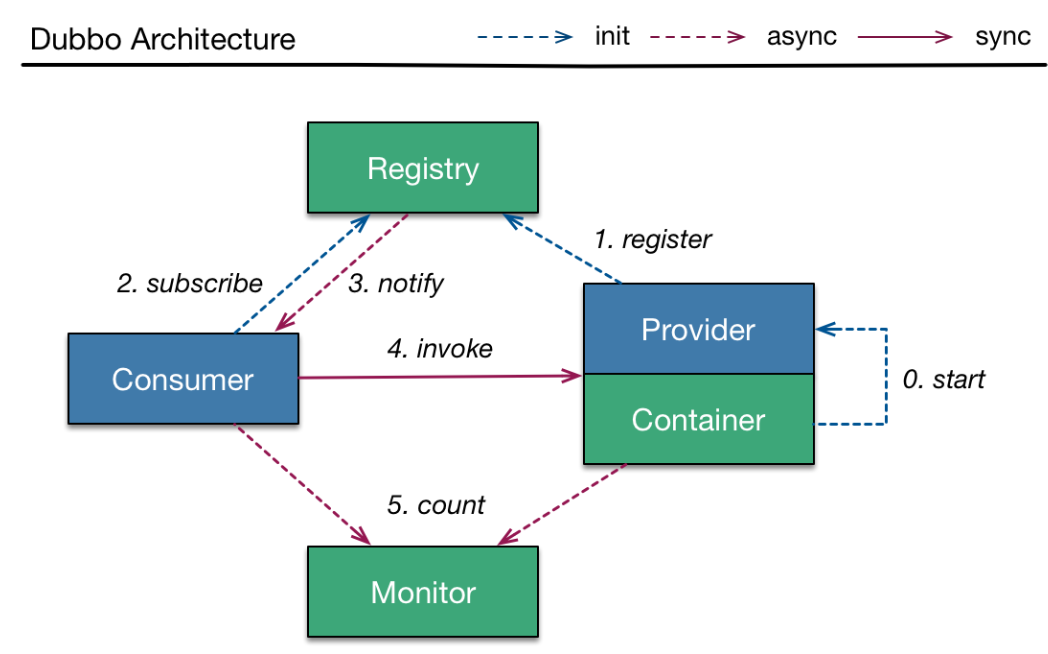 Dubbo Architecture
init async sync
Registry
1. register
2. subscribe
3. notify
Provider
4. invoke
Consumer
0. start
Container
5. count
Monitor